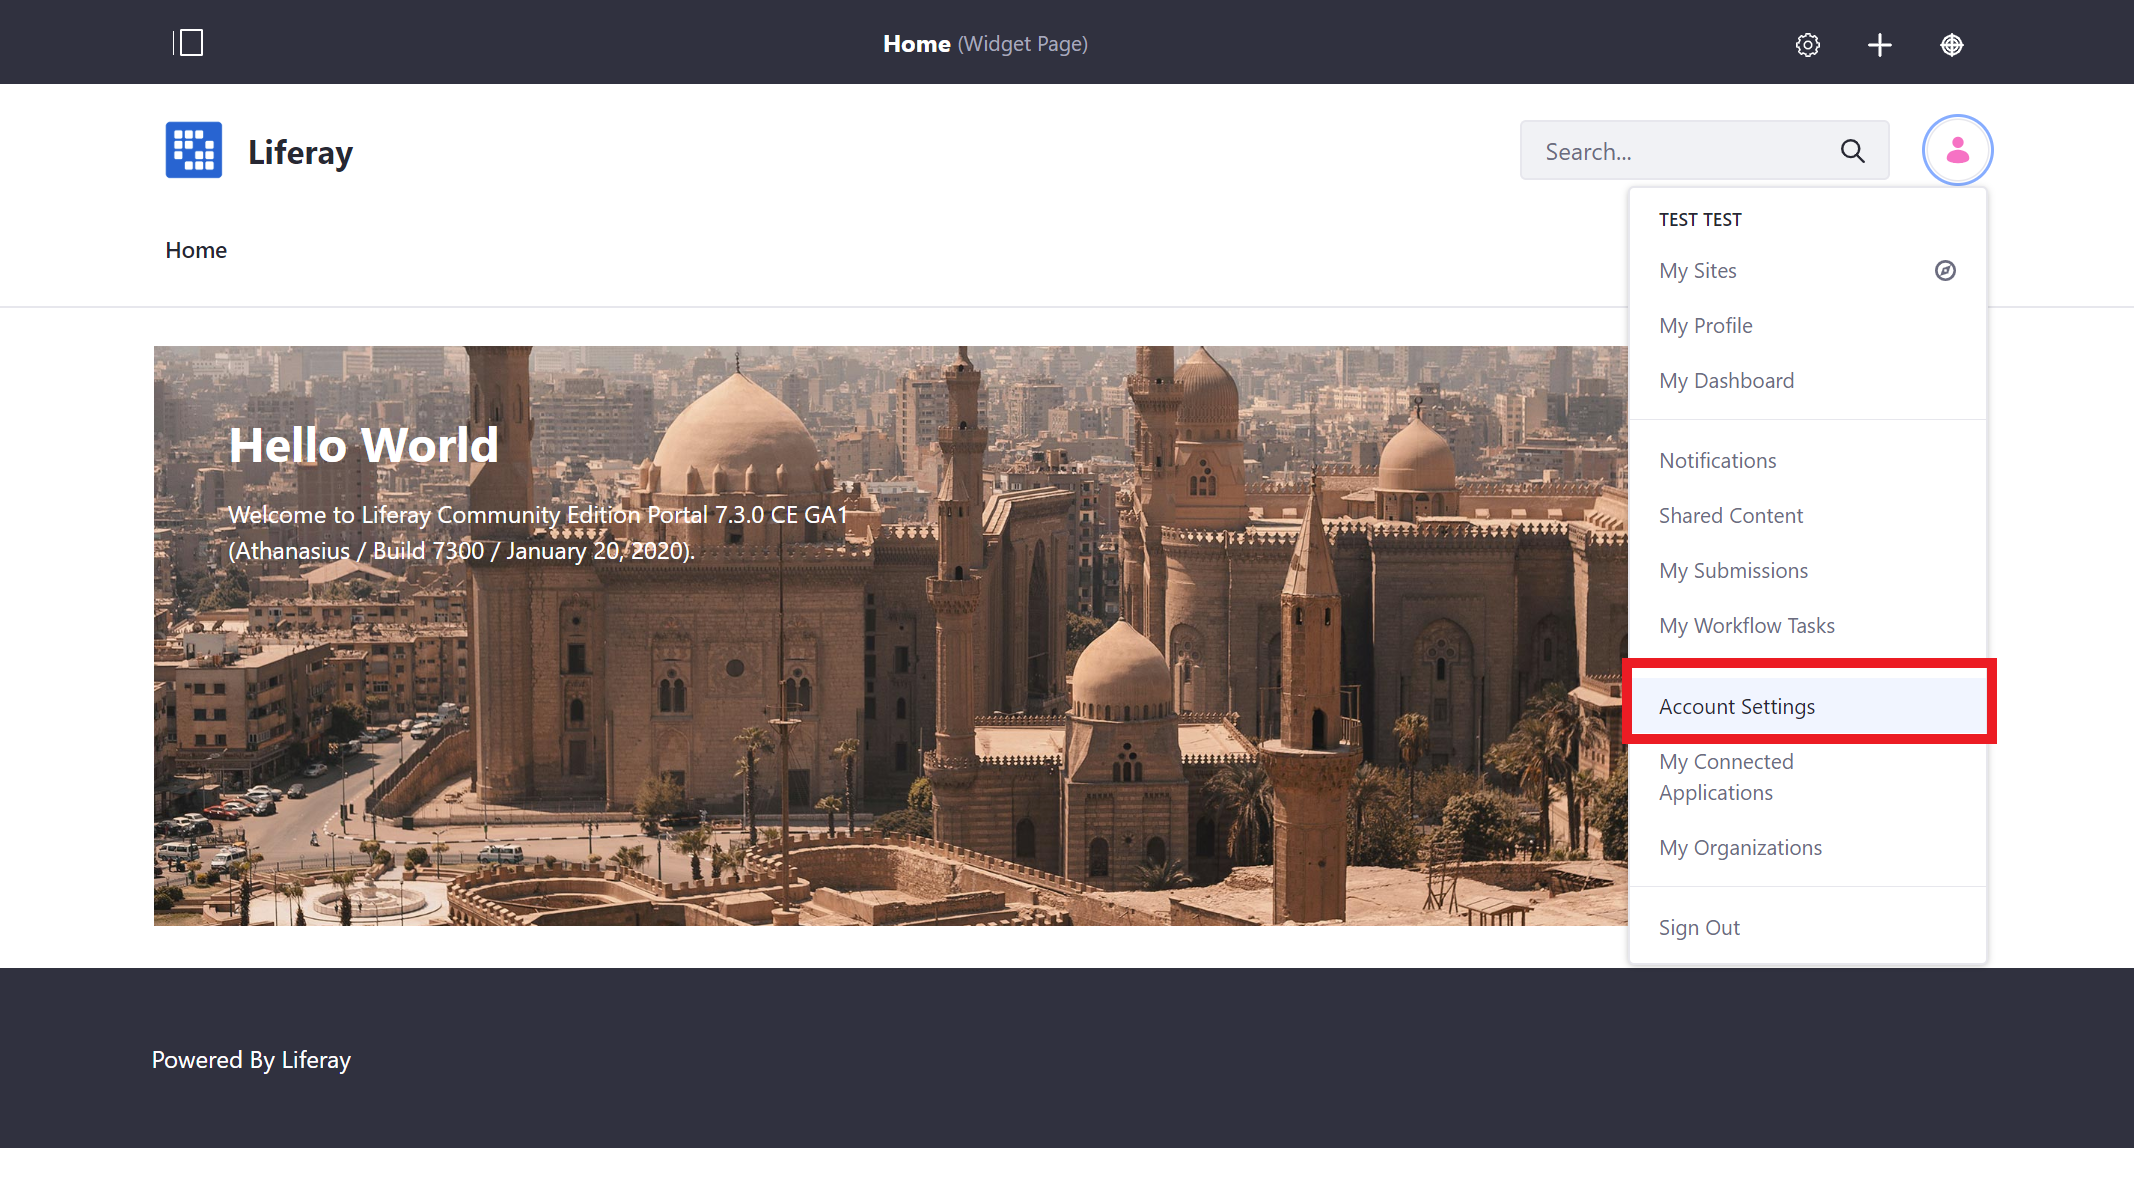 Home (Widget Page)
Liferay
Search...
Home
TEST TEST
My Sites
My Profile
My Dashboard
Notifications
Shared Content
My Submissions
My Workflow Tasks
Account Settings
My Connected
Applications
My Organizations
Sign Out
Hello World
Welcome to Liferay Community Edition Portal 7.3.0 CE GA1
(Athanasius / Build 7300 / January 20, 2020).
Powered By Liferay